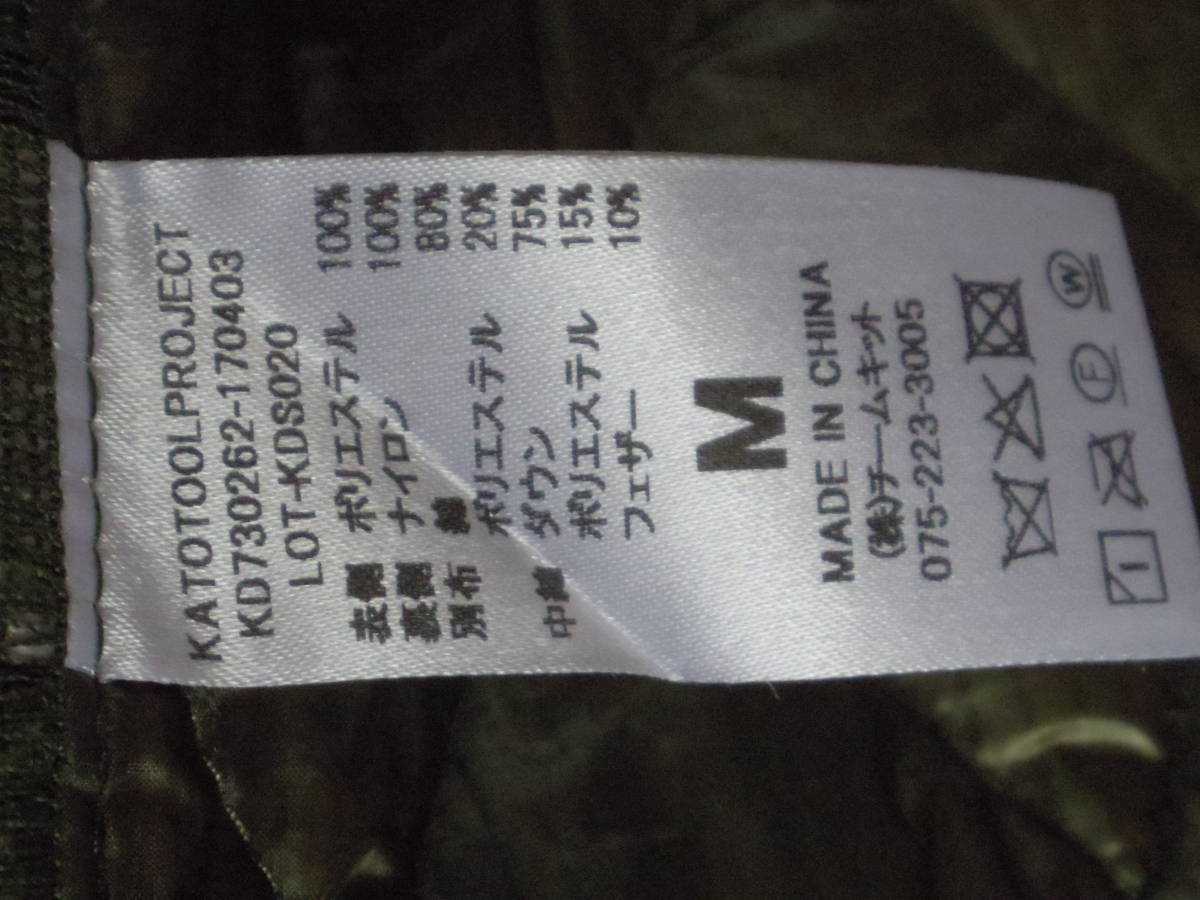 KATOTOOLPROJECT
KD730262-170403
LOT-KDS020
表側 ポリエステル 100%
裏側 ナイロン 100%
別布 綿 80%
ポリエステル 20%
中綿 ダウン 75%
ポリエステル 15%
フェザー 10%
M
MADE IN CHINA
(株)チームキット
075-223-3005
F W